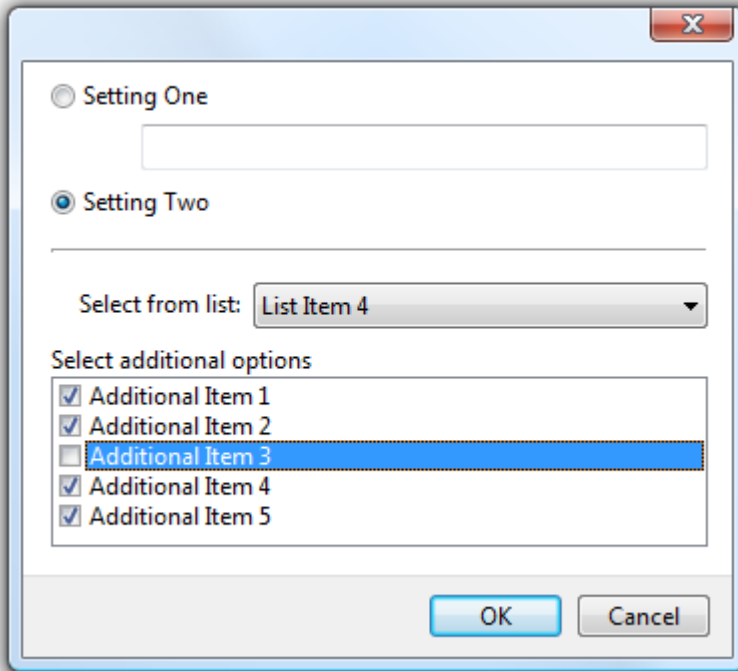 Setting One
Setting Two
Select from list: List Item 4
Select additional options
Additional Item 1
Additional Item 2
Additional Item 3
Additional Item 4
Additional Item 5
OK Cancel